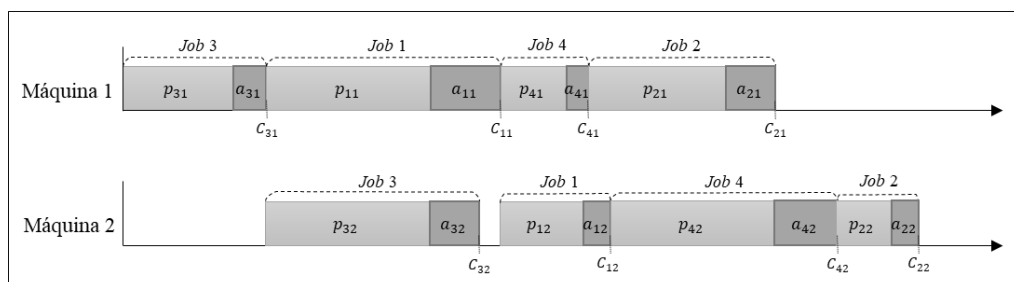 Job 3 Job 1 Job 4 Job 2
Máquina 1 p₃₁ a₃₁ p₁₁ a₁₁ p₄₁ a₄₁ p₂₁ a₂₁
C₃₁ C₁₁ C₄₁ C₂₁
Job 3 Job 1 Job 4 Job 2
Máquina 2 p₃₂ a₃₂ p₁₂ a₁₂ p₄₂ a₄₂ p₂₂ a₂₂
C₃₂ C₁₂ C₄₂ C₂₂